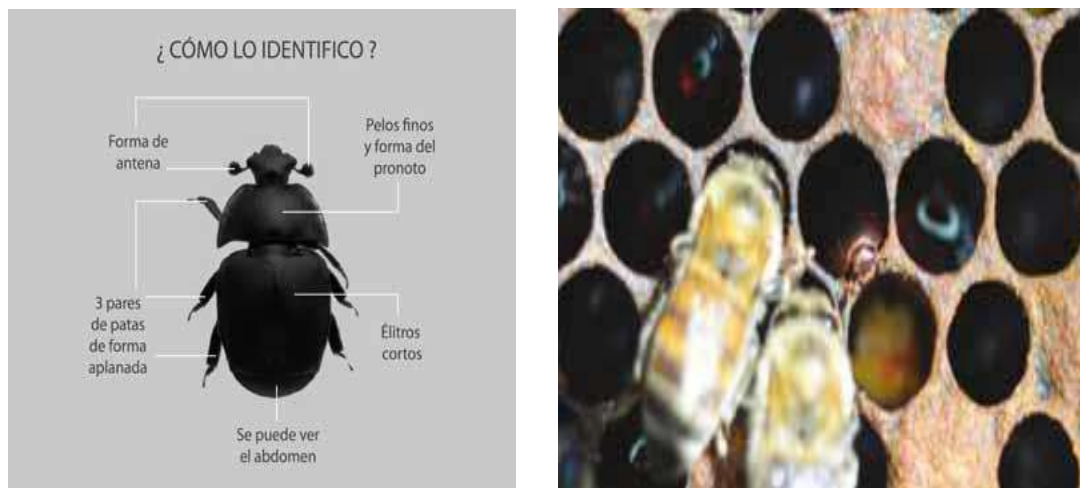 ¿ CÓMO LO IDENTIFICO ?
Forma de
antena
Pelos finos
y forma del
pronoto
3 pares
de patas
de forma
aplanada
Élitros
cortos
Se puede ver
el abdomen